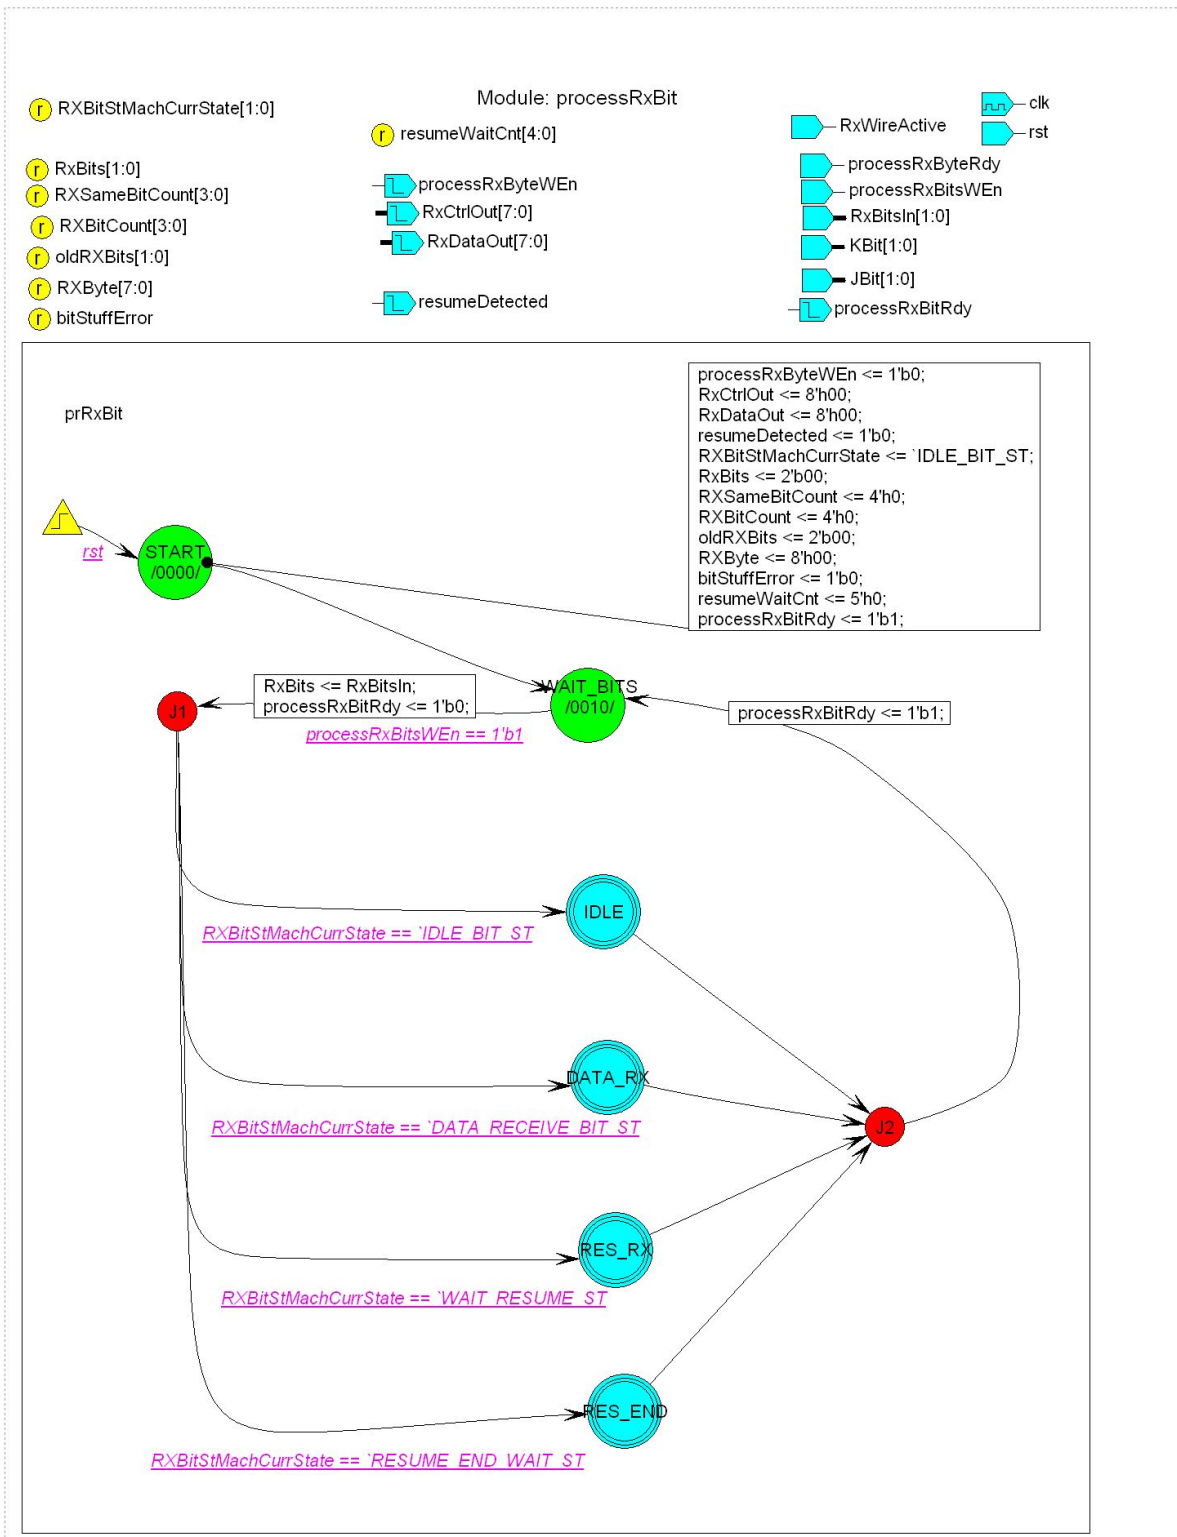 Module: processRxBit
r RXBitStMachCurrState[1:0]
r RxBits[1:0]
r RXSameBitCount[3:0]
r RXBitCount[3:0]
r oldRXBits[1:0]
r RXByte[7:0]
r bitStuffError
r resumeWaitCnt[4:0]
processRxByteWEn
RxCtrlOut[7:0]
RxDataOut[7:0]
resumeDetected
clk
RxWireActive
rst
processRxByteRdy
processRxBitsWEn
RxBitsIn[1:0]
KBit[1:0]
JBit[1:0]
processRxBitRdy
prRxBit
processRxByteWEn <= 1'b0;
RxCtrlOut <= 8'h00;
RxDataOut <= 8'h00;
resumeDetected <= 1'b0;
RXBitStMachCurrState <= `IDLE_BIT_ST;
RxBits <= 2'b00;
RXSameBitCount <= 4'h0;
RXBitCount <= 4'h0;
oldRXBits <= 2'b00;
RXByte <= 8'h00;
bitStuffError <= 1'b0;
resumeWaitCnt <= 5'h0;
processRxBitRdy <= 1'b1;
rst
START
/0000/
WAIT_BITS
/0010/
RxBits <= RxBitsIn;
processRxBitRdy <= 1'b0;
processRxBitsWEn == 1'b1
J1
processRxBitRdy <= 1'b1;
IDLE
RXBitStMachCurrState == `IDLE_BIT_ST
DATA_RX
RXBitStMachCurrState == `DATA_RECEIVE_BIT_ST
J2
RES_RX
RXBitStMachCurrState == `WAIT_RESUME_ST
RES_END
RXBitStMachCurrState == `RESUME_END_WAIT_ST